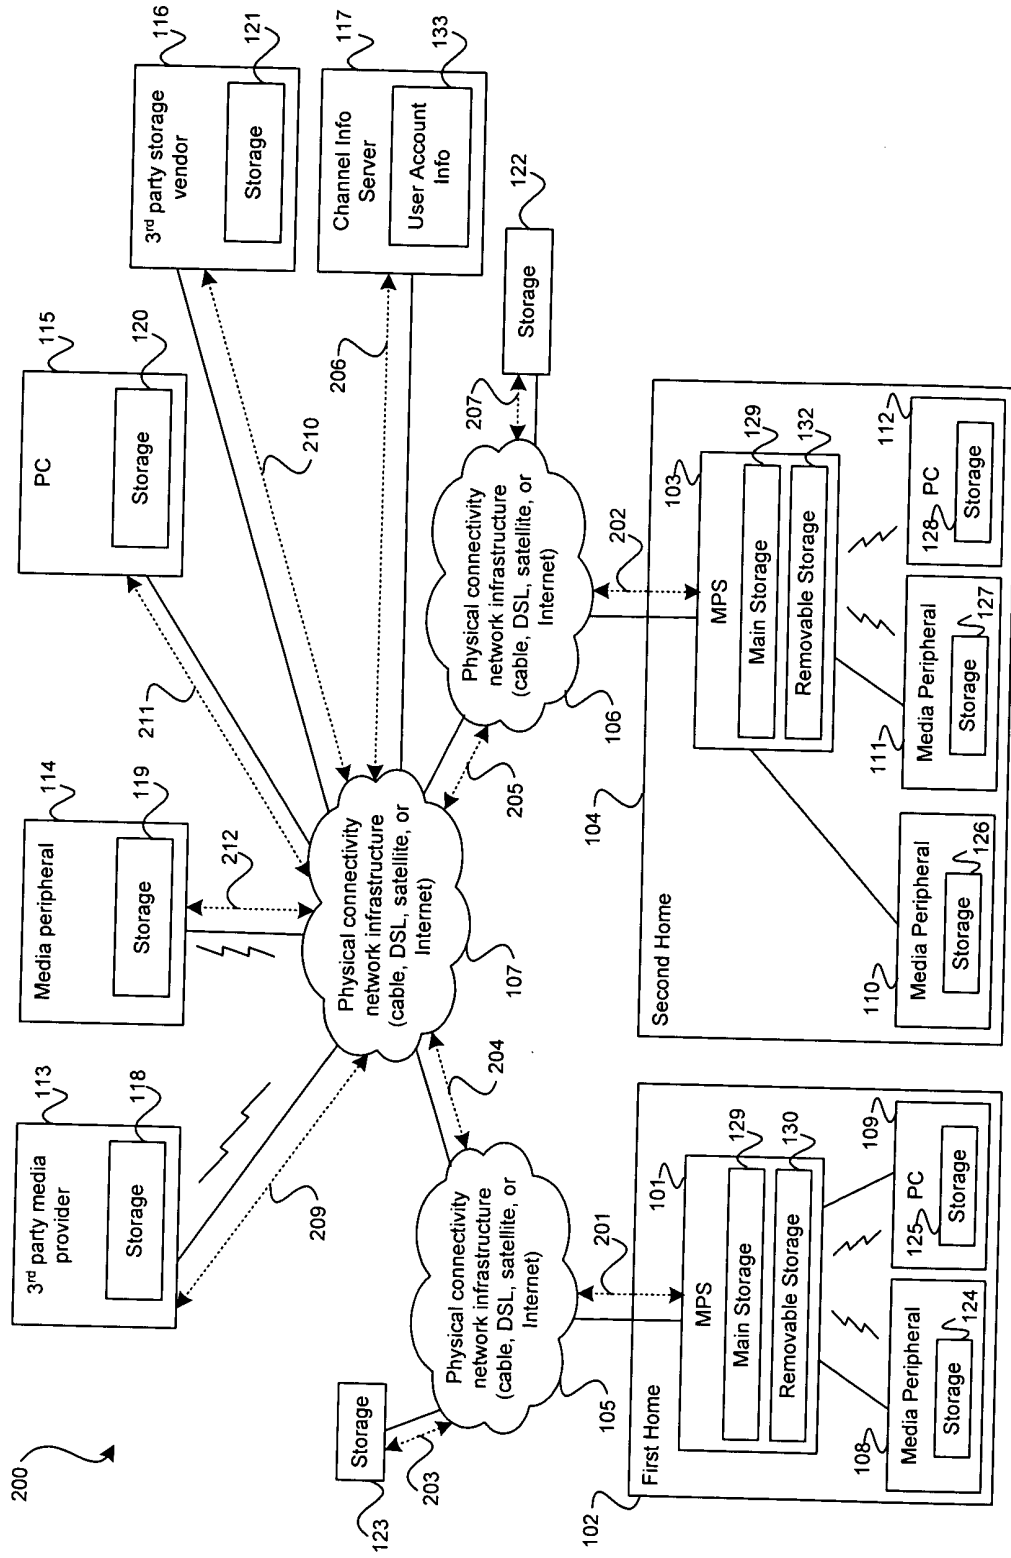 200
3rd party media
provider
Storage
113
118
Media peripheral
Storage
114
119
PC
Storage
115
120
3rd party storage
vendor
Storage
116
121
Channel Info
Server
User Account
Info
117
133
209
212
211
210
206
Physical connectivity
network infrastructure
(cable, DSL, satellite, or
Internet)
107
Storage
123
203
204
205
207
Storage
122
Physical connectivity
network infrastructure
(cable, DSL, satellite, or
Internet)
105
Physical connectivity
network infrastructure
(cable, DSL, satellite, or
Internet)
106
201
202
First Home
102
MPS
101
Main Storage
129
Removable Storage
130
Media Peripheral
Storage
108
124
PC
Storage
109
125
Second Home
104
MPS
103
Main Storage
129
Removable Storage
132
Media Peripheral
Storage
110
126
Media Peripheral
Storage
111
127
PC
Storage
112
128